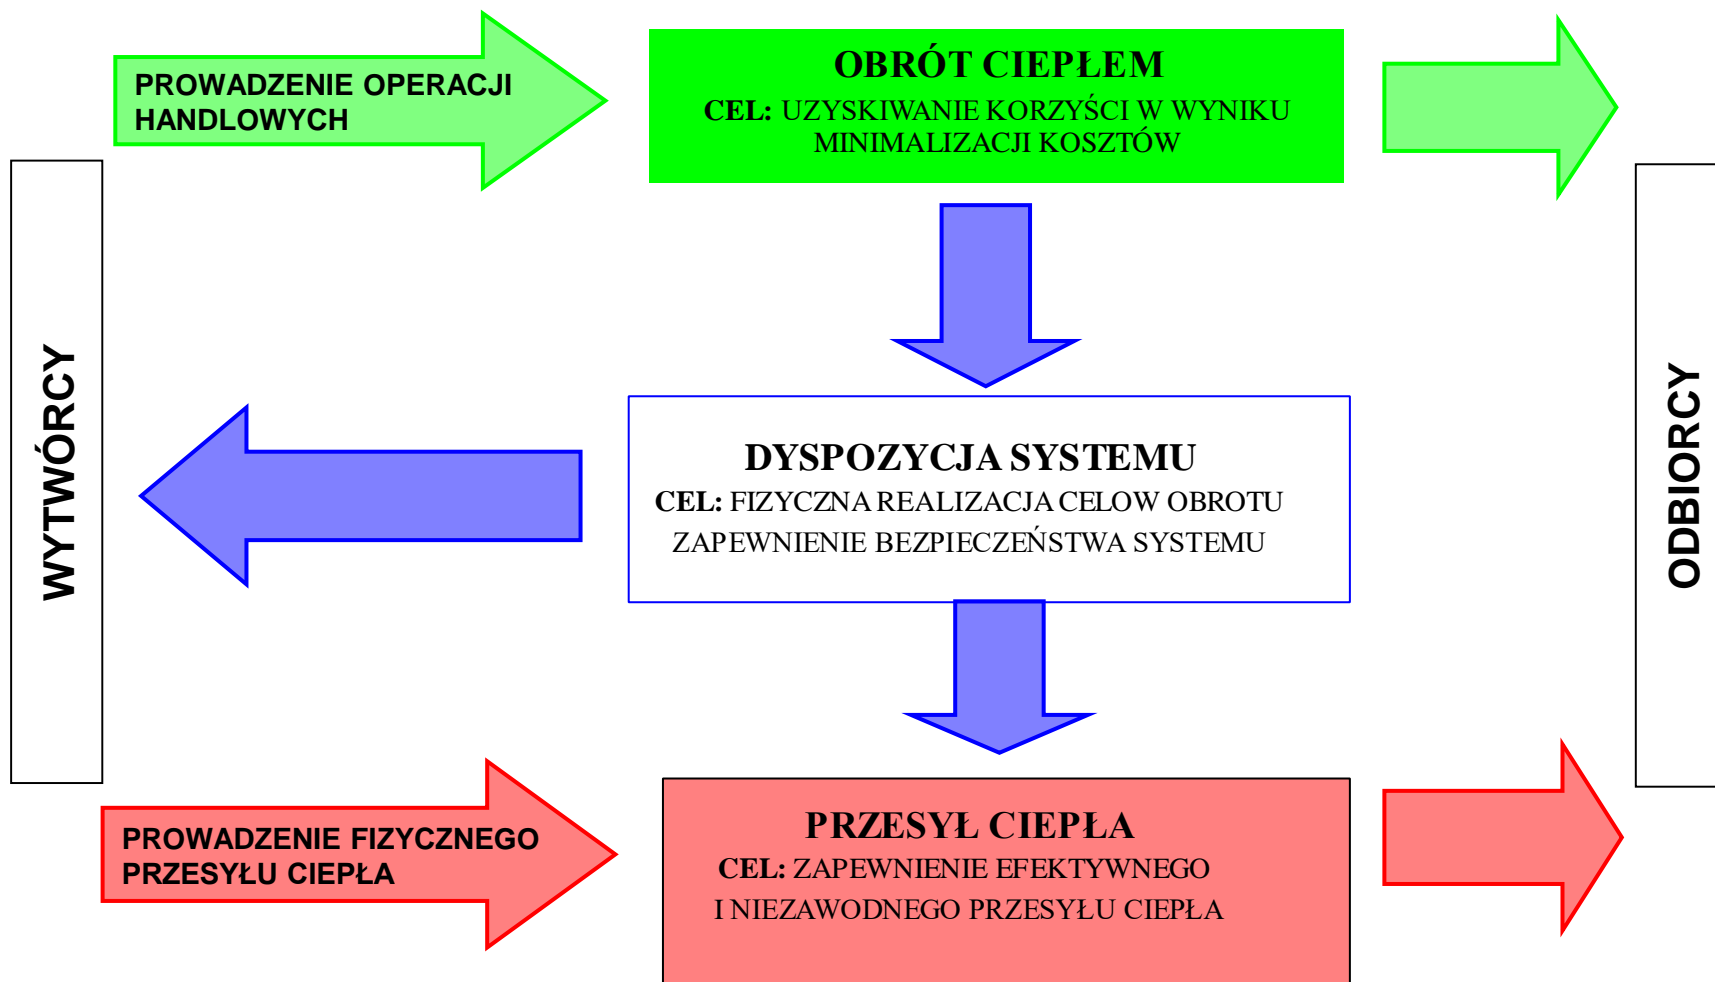 PROWADZENIE OPERACJI
HANDLOWYCH
OBRÓT CIEPŁEM
CEL: UZYSKIWANIE KORZYŚCI W WYNIKU
MINIMALIZACJI KOSZTÓW
WYTWÓRCY
DYSPOZYCJA SYSTEMU
CEL: FIZYCZNA REALIZACJA CELOW OBROTU
ZAPEWNIENIE BEZPIECZEŃSTWA SYSTEMU
ODBIORCY
PROWADZENIE FIZYCZNEGO
PRZESYŁU CIEPŁA
PRZESYŁ CIEPŁA
CEL: ZAPEWNIENIE EFEKTYWNEGO
I NIEZAWODNEGO PRZESYŁU CIEPŁA